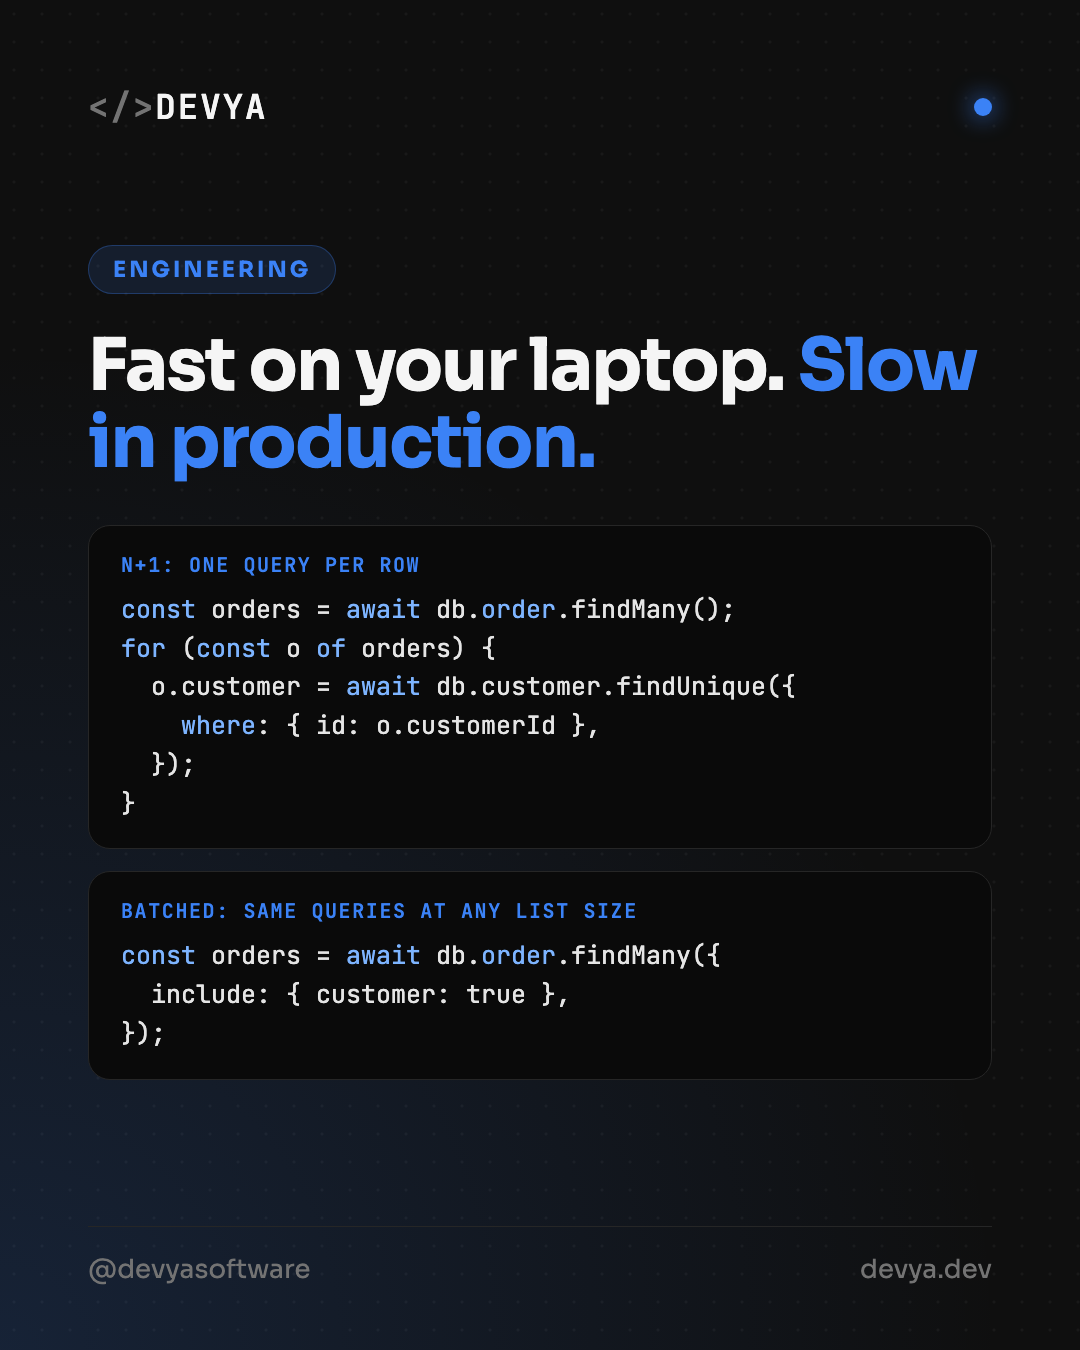 </>DEVYA
ENGINEERING
Fast on your laptop. Slow
in production.
N+1: ONE QUERY PER ROW
const orders = await db.order.findMany();
for (const o of orders) {
  o.customer = await db.customer.findUnique({
    where: { id: o.customerId },
  });
}
BATCHED: SAME QUERIES AT ANY LIST SIZE
const orders = await db.order.findMany({
  include: { customer: true },
});
@devyasoftware
devya.dev